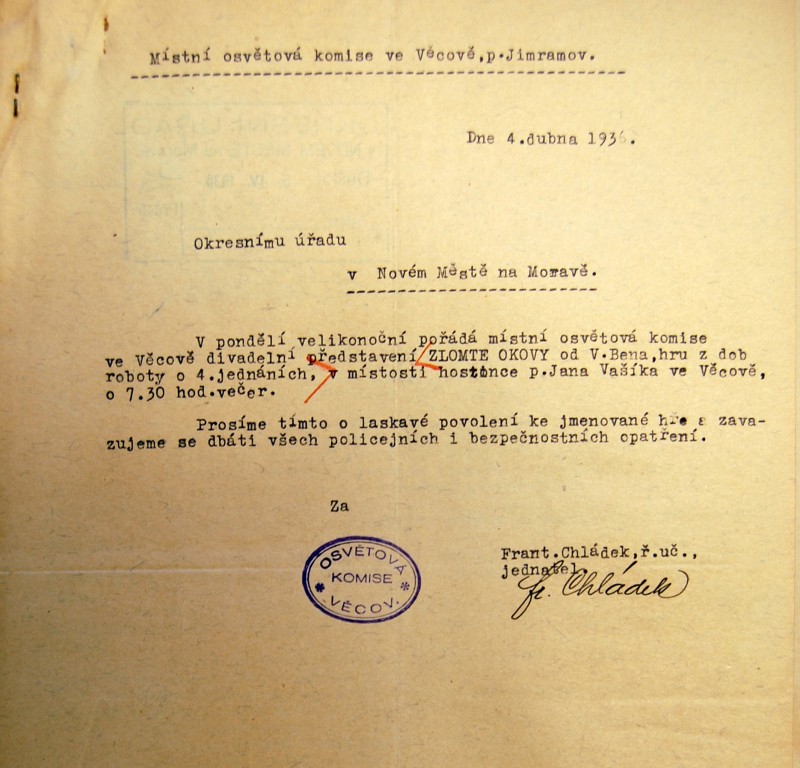 Místní osvětová komise ve Věcově,p.Jimramov.
Dne 4.dubna 193
Okresnímu úřadu
v Novém Městě na Moravě.
V pondělí velikonoční pořádá místní osvětová komise
ve Věcově divadelní představení/ZLOMTE OKOVY od V.Bena,hru z dob
roboty o 4.jednáních, v místosti hostince p.Jana Vašíka ve Věcově,
o 7.30 hod.večer.
Prosíme tímto o laskavé povolení ke jmenované hře a zava-
zujeme se dbáti všech policejních i bezpečnostních opatření.
Za
OSVĚTOVÁ
KOMISE
VĚCOV
Frant.Chládek,ř.uč.,
jednatel
fr. Chládek